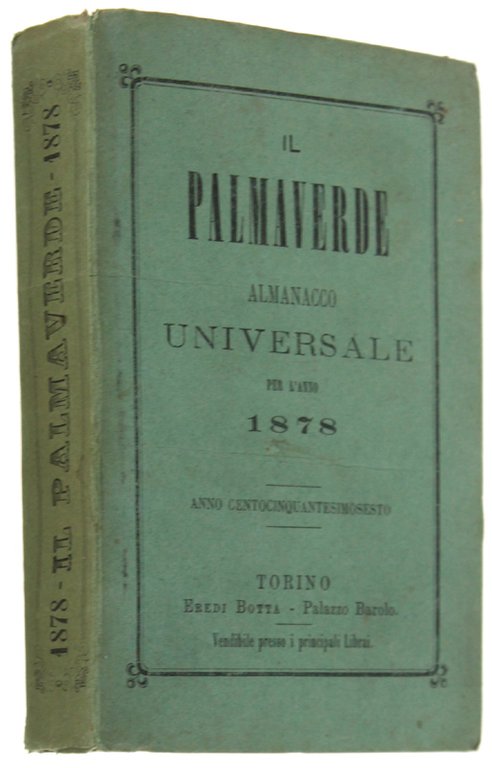 1878 - IL PALMAVERDE - 1878
IL
PALMAVERDE
ALMANACCO
UNIVERSALE
PER L'ANNO
1878
ANNO CENTOCINQUANTESIMOSESTO
TORINO
EREDI BOTTA - Palazzo Barolo.
Vendibile presso i principali Librai.